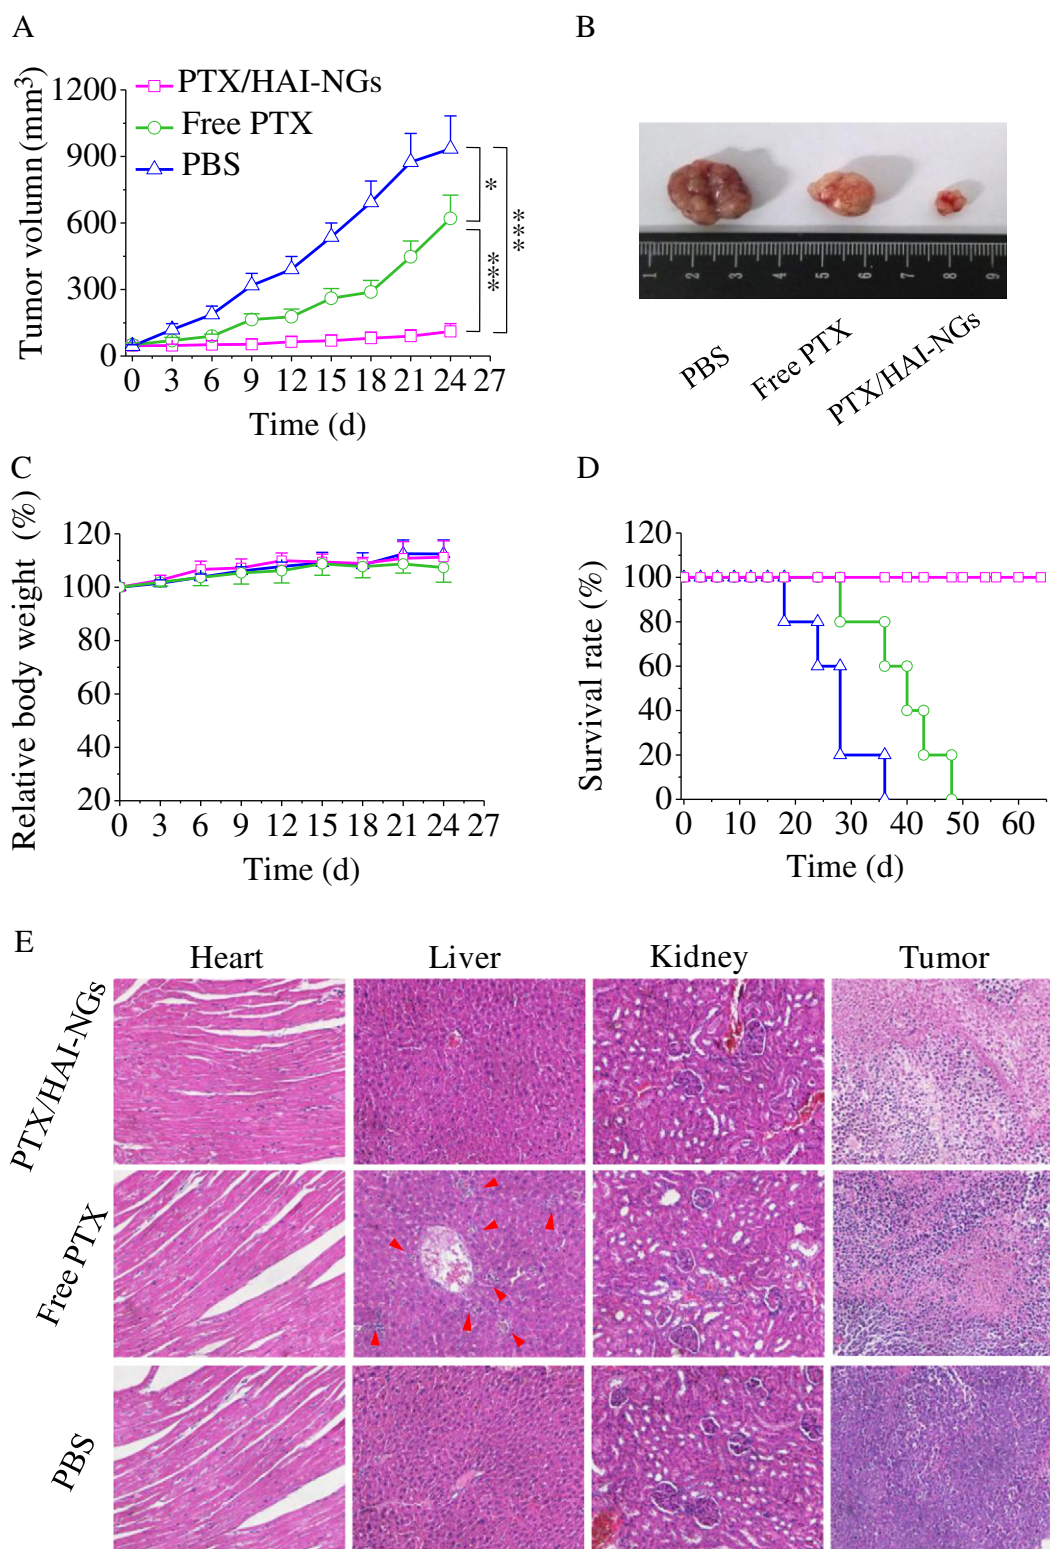 A
Tumor volumn (mm³)
1200
900
600
300
0
PTX/HAI-NGs
Free PTX
PBS
*
***
***
0 3 6 9 12 15 18 21 24 27
Time (d)
B
1 2 3 4 5 6 7 8 9
PBS
Free PTX
PTX/HAI-NGs
C
Relative body weight (%)
120
100
80
60
40
20
0 3 6 9 12 15 18 21 24 27
Time (d)
D
Survival rate (%)
120
100
80
60
40
20
0
0 10 20 30 40 50 60
Time (d)
E
Heart Liver Kidney Tumor
PTX/HAI-NGs
Free PTX
PBS